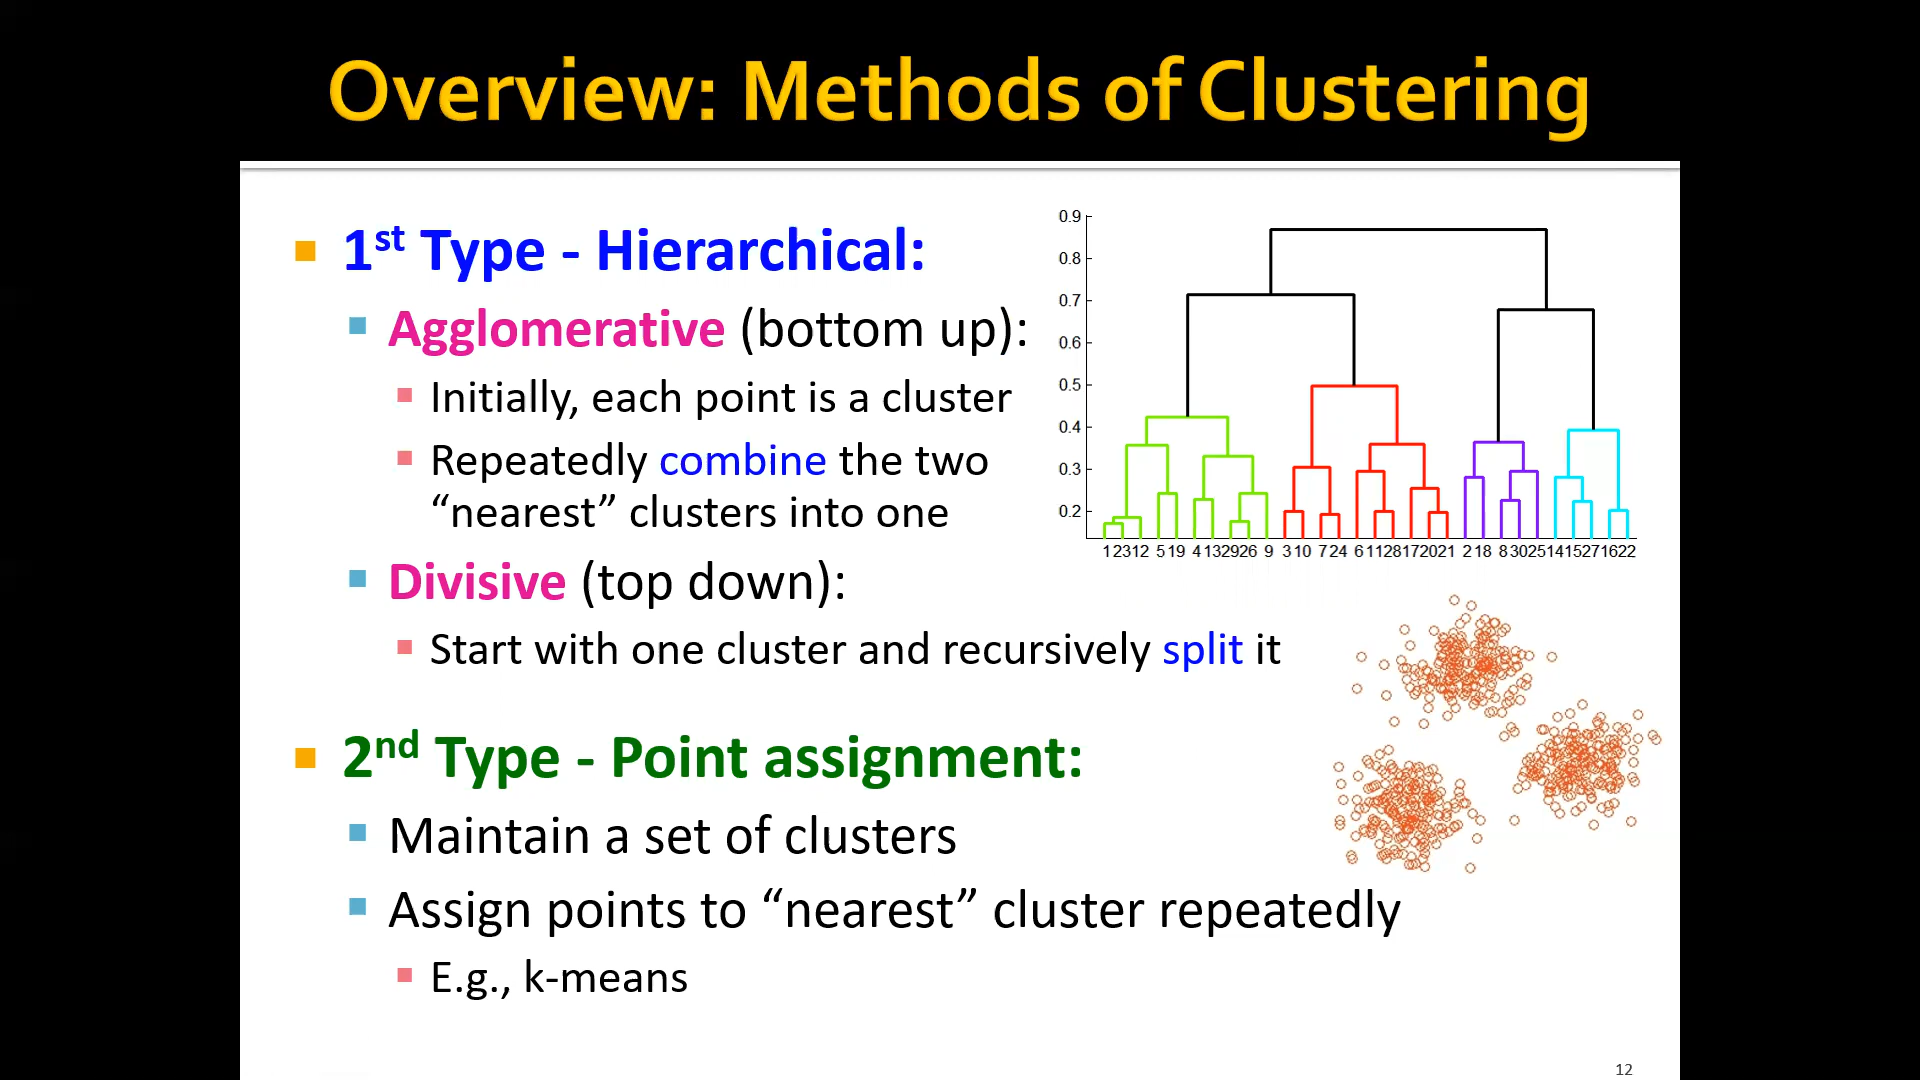 Overview: Methods of Clustering
1st Type - Hierarchical:
Agglomerative (bottom up):
Initially, each point is a cluster
Repeatedly combine the two
“nearest” clusters into one
Divisive (top down):
Start with one cluster and recursively split it
2nd Type - Point assignment:
Maintain a set of clusters
Assign points to “nearest” cluster repeatedly
E.g., k-means
0.9
0.8
0.7
0.6
0.5
0.4
0.3
0.2
1 23 12 5 19 4 13 29 26 9 3 10 7 24 6 11 28 17 20 21 2 18 8 30 25 14 15 27 16 22
12